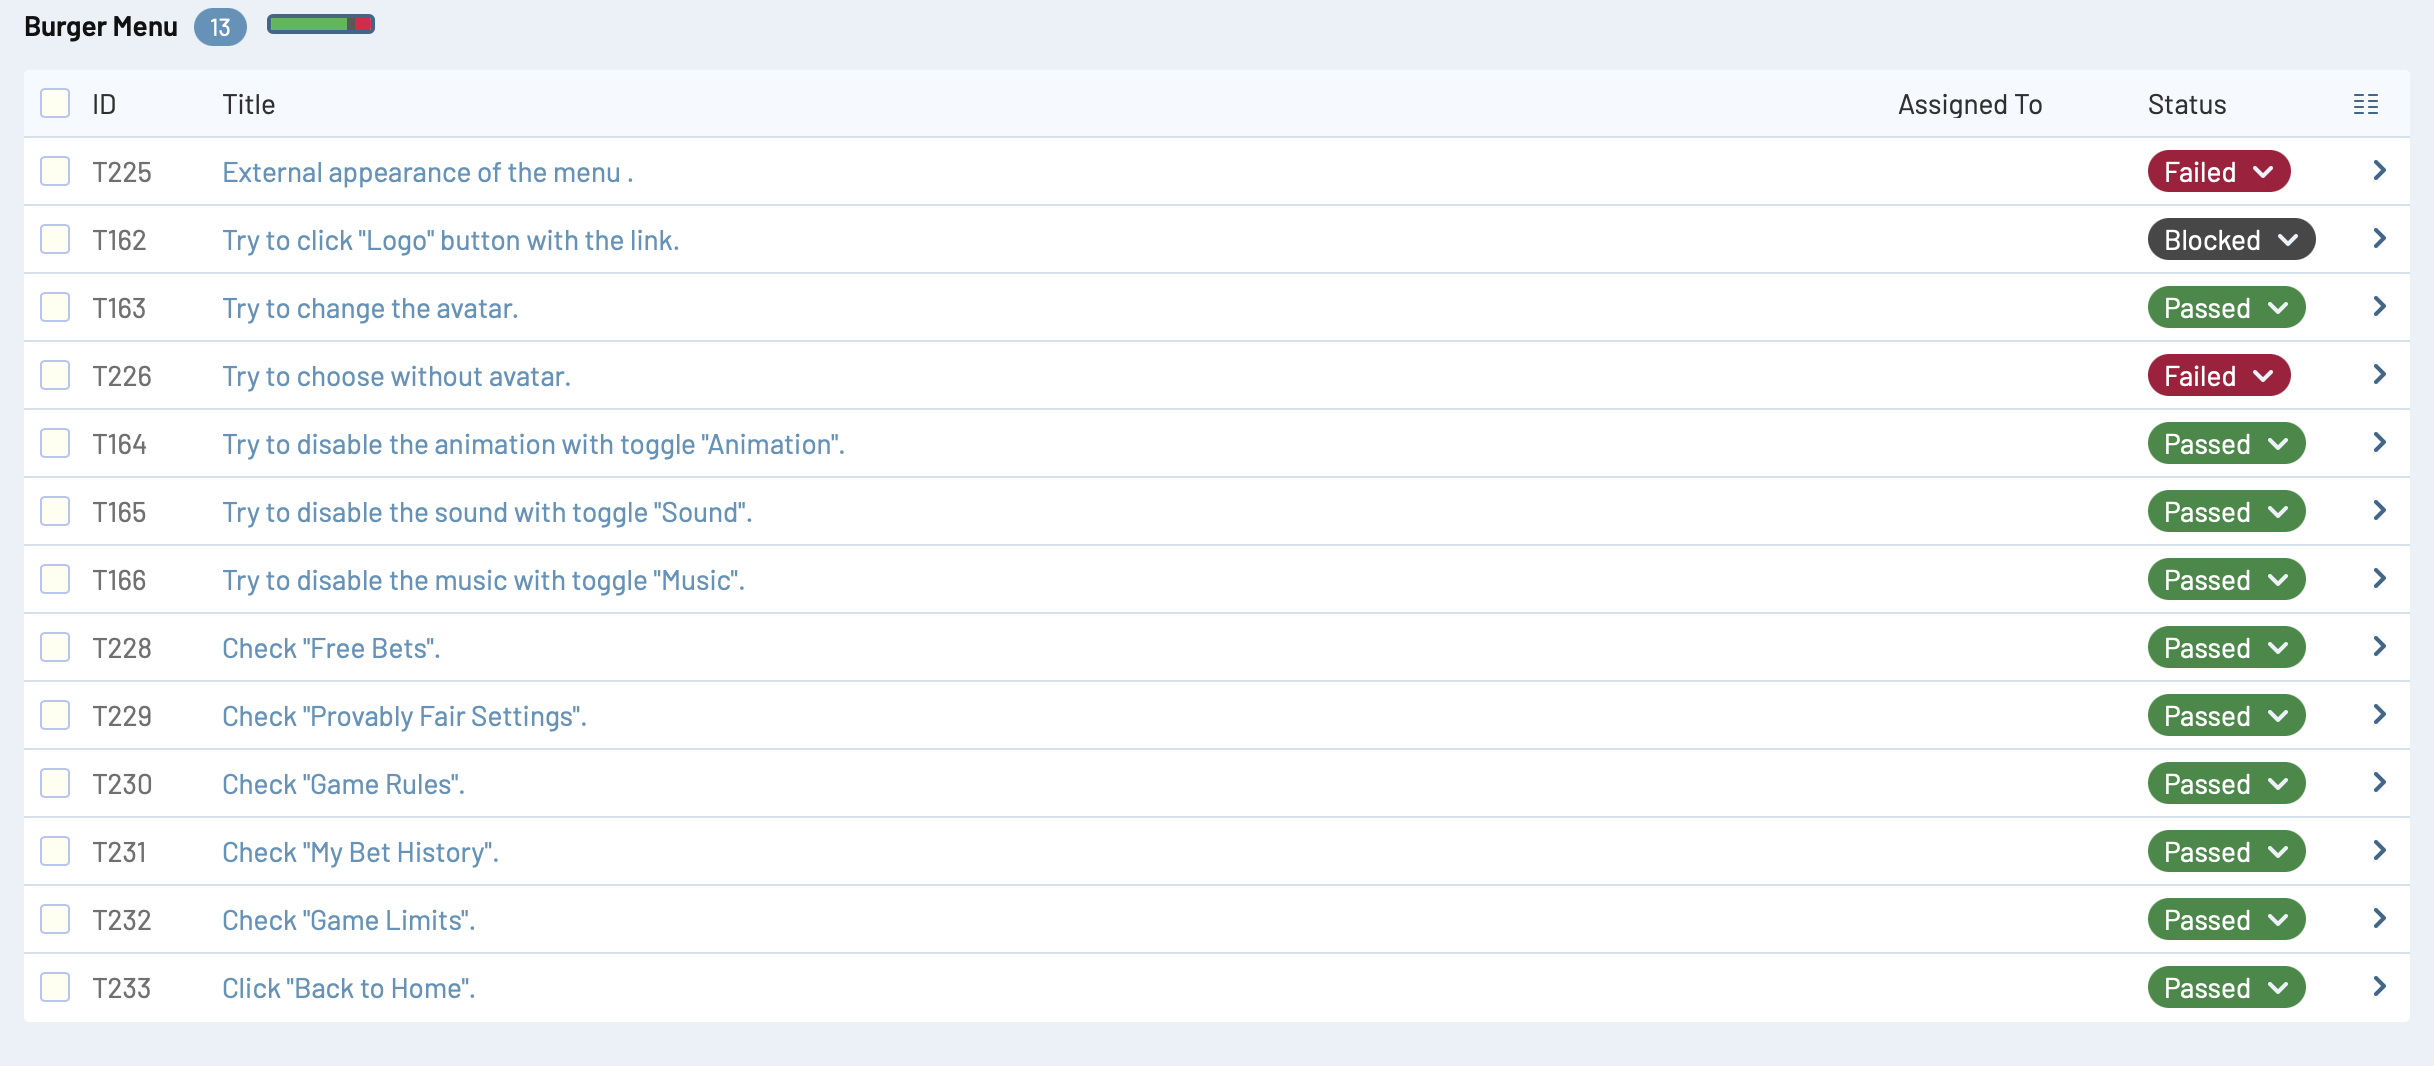 Burger Menu 13
ID Title Assigned To Status
T225 External appearance of the menu . Failed
T162 Try to click "Logo" button with the link. Blocked
T163 Try to change the avatar. Passed
T226 Try to choose without avatar. Failed
T164 Try to disable the animation with toggle "Animation". Passed
T165 Try to disable the sound with toggle "Sound". Passed
T166 Try to disable the music with toggle "Music". Passed
T228 Check "Free Bets". Passed
T229 Check "Provably Fair Settings". Passed
T230 Check "Game Rules". Passed
T231 Check "My Bet History". Passed
T232 Check "Game Limits". Passed
T233 Click "Back to Home". Passed